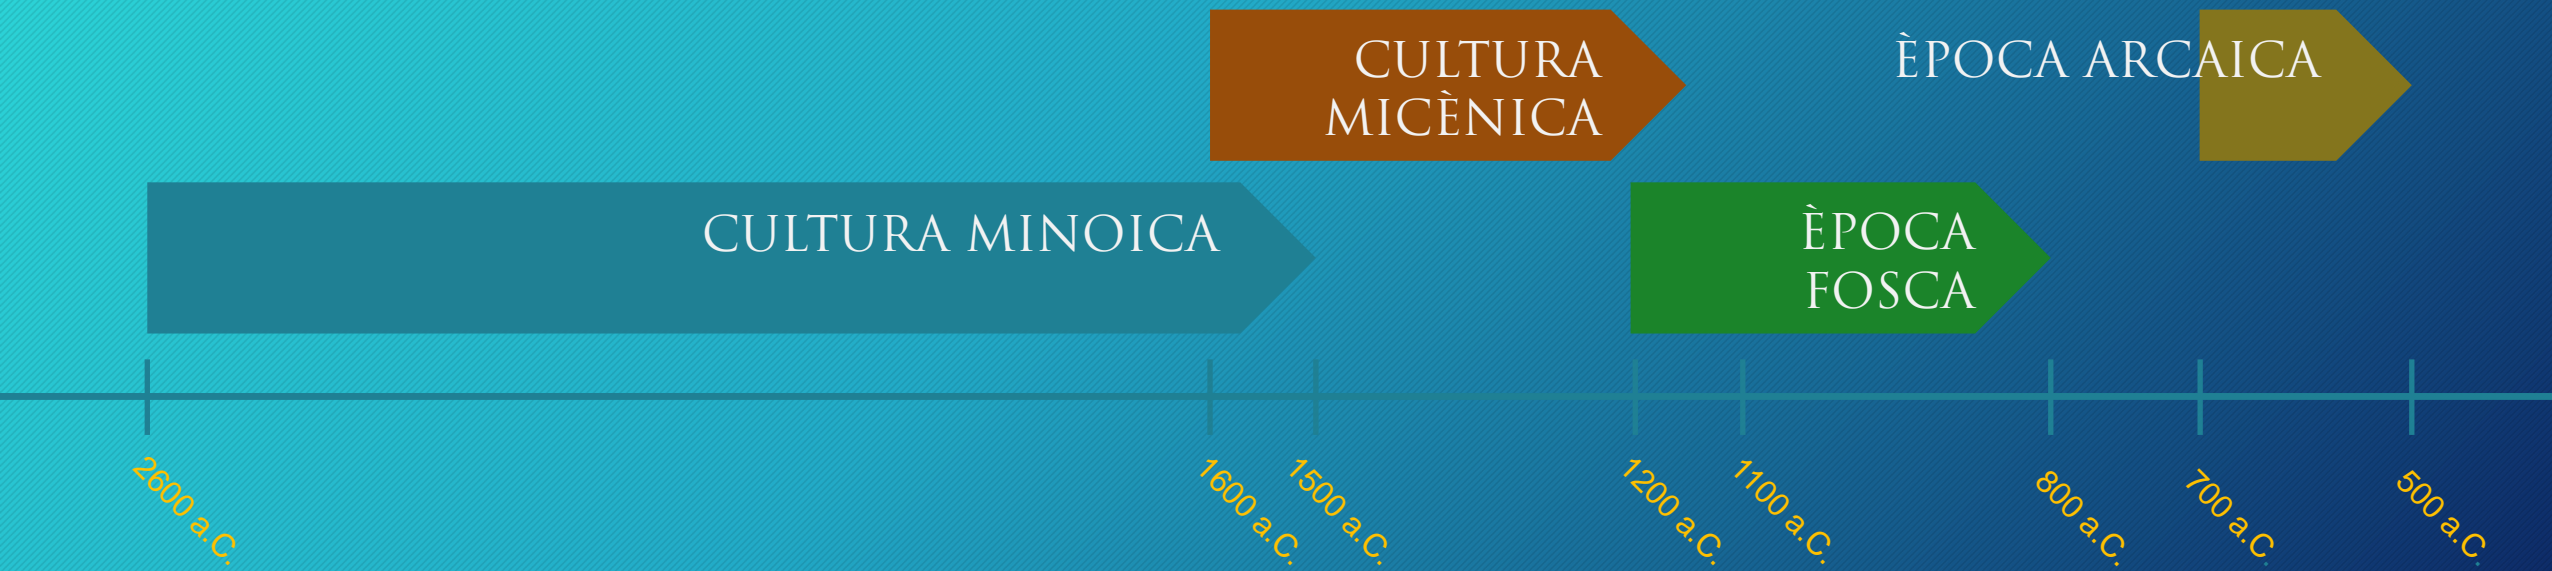 CULTURA
MICÈNICA
ÈPOCA ARCAICA
CULTURA MINOICA
ÈPOCA
FOSCA
2600 a.C.
1600 a.C.
1500 a.C.
1200 a.C.
1100 a.C.
800 a.C.
700 a.C.
500 a.C.